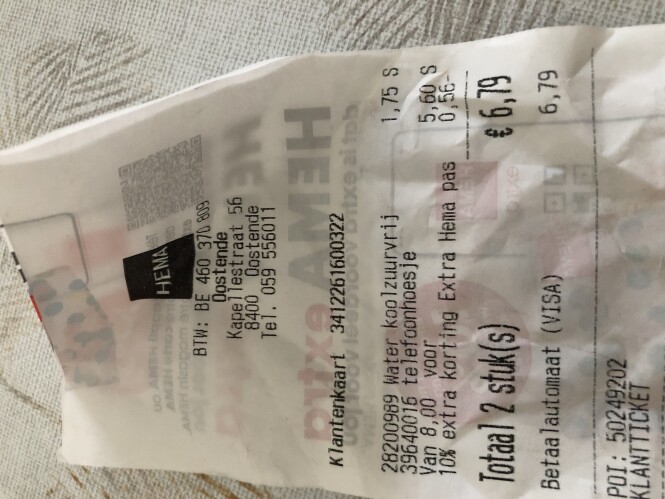 HEMA
BTW: BE 460 370 809
Oostende
Kapellestraat 56
8400 Oostende
Tel. 059 556011
Klantenkaart 3412261600322
28200989 Water koolzuurvrij 1,75 S
39640016 telefoonhoesje
Van 8,00 voor 5,60 S
10% extra korting Extra Hema pas 0,56-
Totaal 2 stuk(s) € 6,79
Betaalautomaat (VISA) 6,79
POI: 50249202
KLANTTICKET